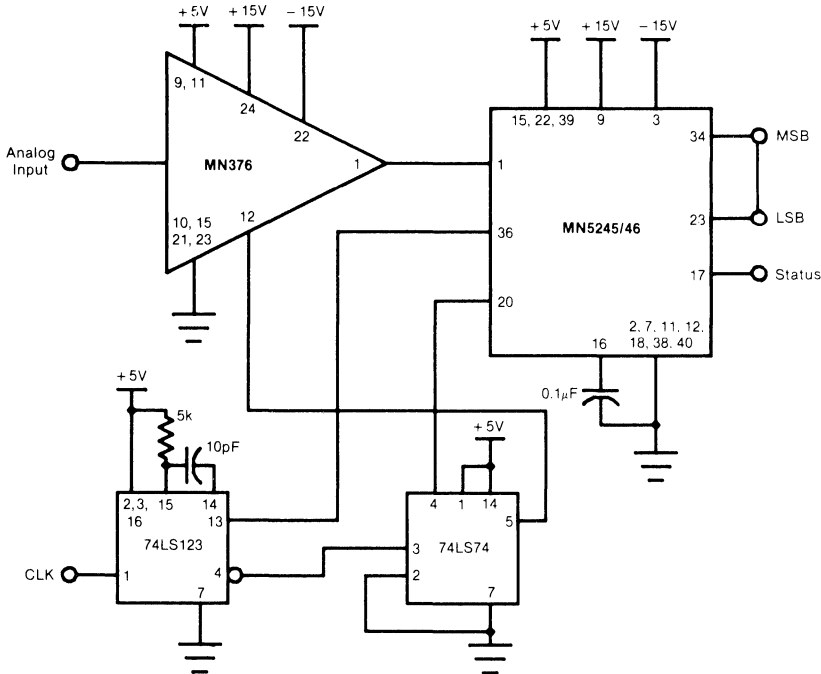 +5V
+15V
-15V
9, 11
24
22
Analog
Input
MN376
1
10, 15
21, 23
12
+5V
+15V
-15V
15, 22, 39
9
3
34
MSB
1
MN5245/46
23
LSB
36
17
Status
20
16
2, 7, 11, 12.
18, 38. 40
0.1µF
+5V
5k
10pF
2,3,
16
15
14
13
74LS123
CLK
1
4
7
+5V
4
1
14
5
3
74LS74
2
7